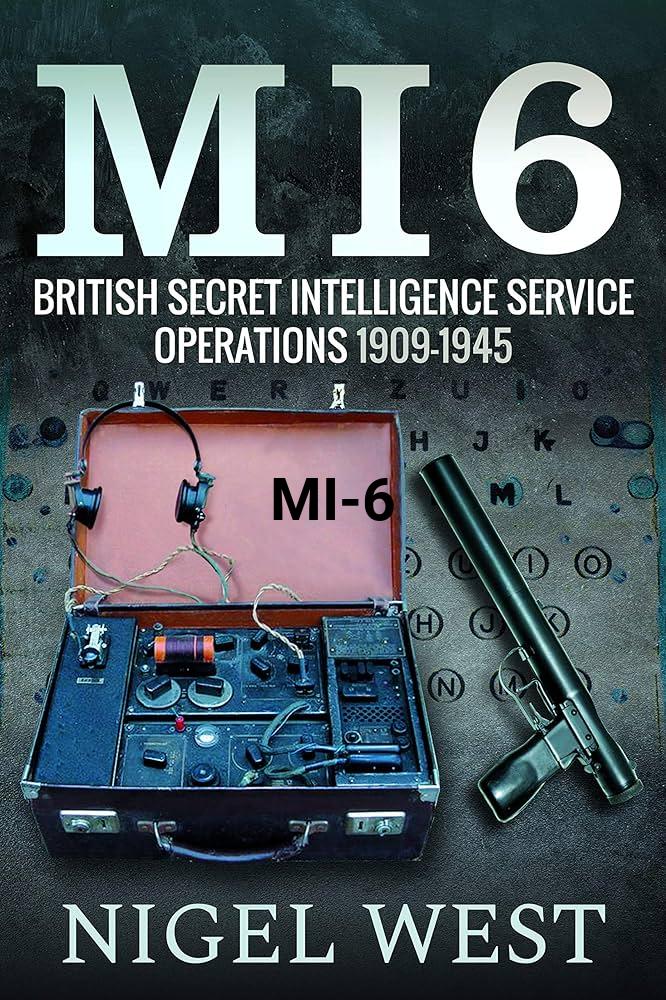 MI6
BRITISH SECRET INTELLIGENCE SERVICE
OPERATIONS 1909-1945
Q W E R Z U I O
H J K
MI-6
M L
U I O
H J K
N M
NIGEL WEST